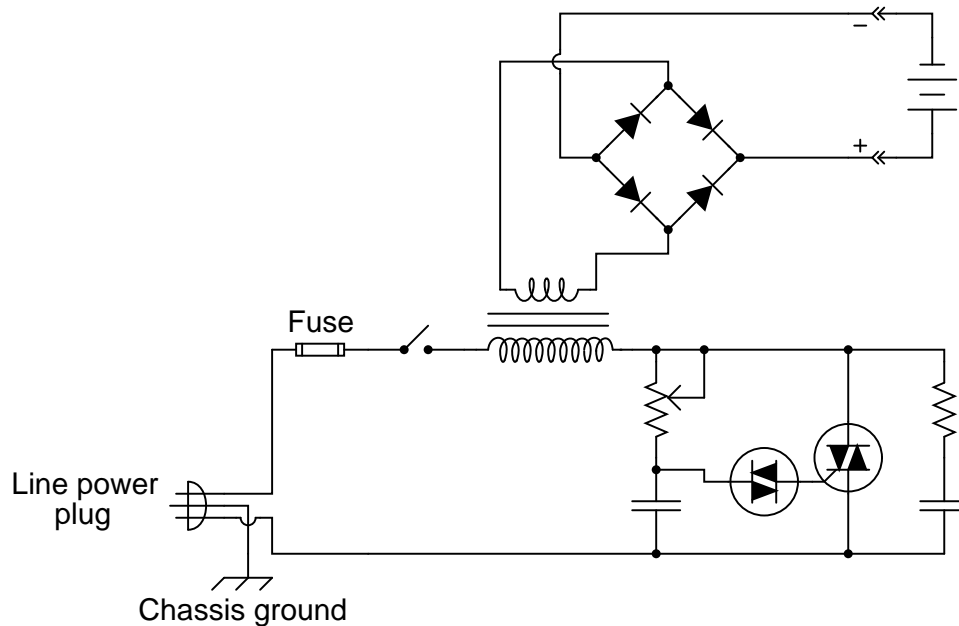 −
+
Fuse
Line power
plug
Chassis ground